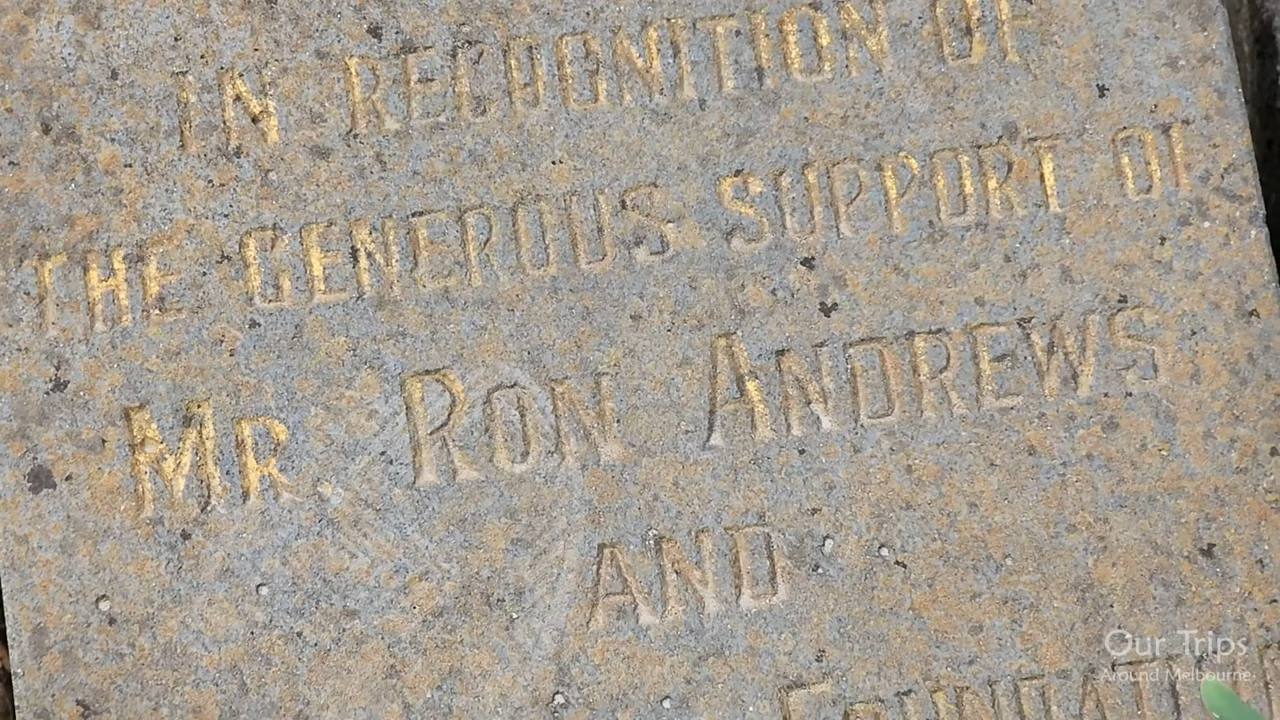 IN RECOGNITION OF
THE GENEROUS SUPPORT OF
MR RON ANDREWS
AND
Our Trips
Around Melbourne